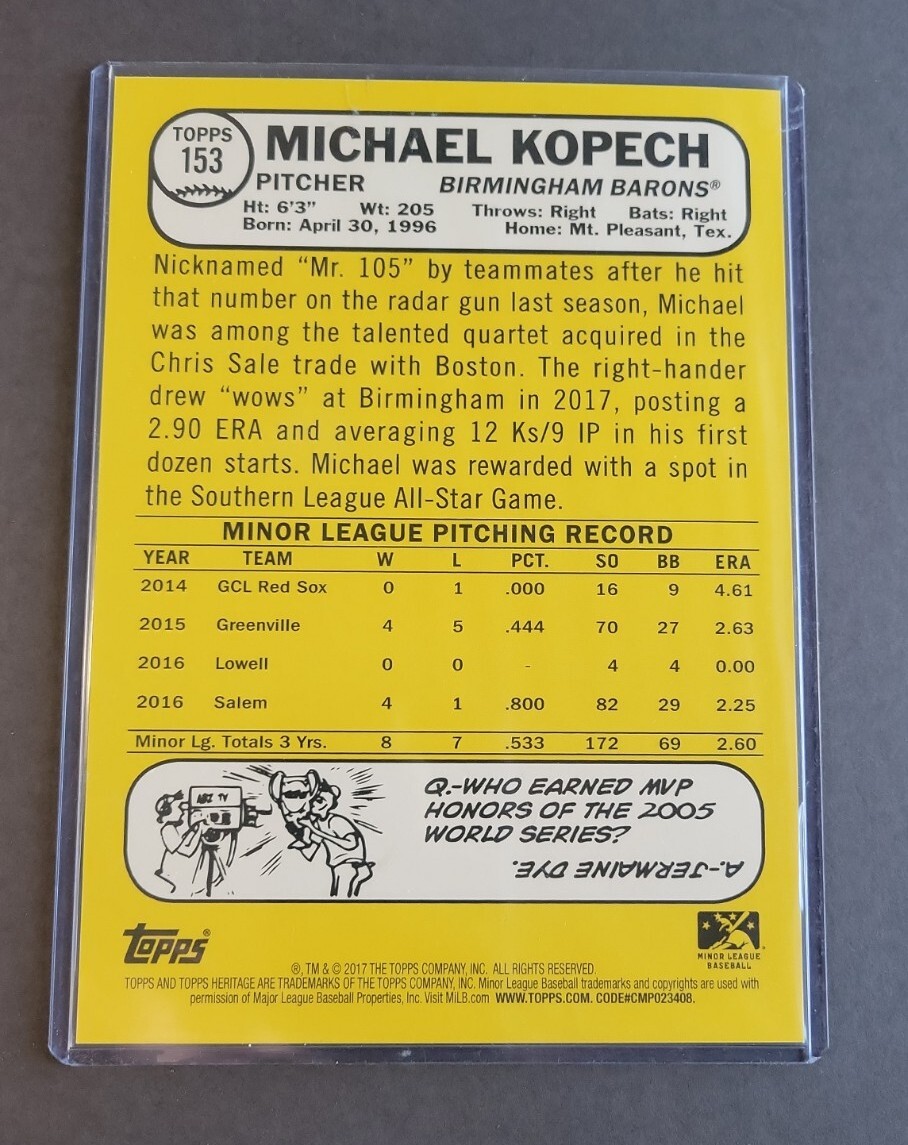 TOPPS
153
MICHAEL KOPECH
PITCHER BIRMINGHAM BARONS®
Ht: 6'3" Wt: 205 Throws: Right Bats: Right
Born: April 30, 1996 Home: Mt. Pleasant, Tex.
Nicknamed "Mr. 105" by teammates after he hit
that number on the radar gun last season, Michael
was among the talented quartet acquired in the
Chris Sale trade with Boston. The right-hander
drew "wows" at Birmingham in 2017, posting a
2.90 ERA and averaging 12 Ks/9 IP in his first
dozen starts. Michael was rewarded with a spot in
the Southern League All-Star Game.
MINOR LEAGUE PITCHING RECORD
YEAR TEAM W L PCT. SO BB ERA
2014 GCL Red Sox 0 1 .000 16 9 4.61
2015 Greenville 4 5 .444 70 27 2.63
2016 Lowell 0 0 - 4 4 0.00
2016 Salem 4 1 .800 82 29 2.25
Minor Lg. Totals 3 Yrs. 8 7 .533 172 69 2.60
Q.-WHO EARNED MVP
HONORS OF THE 2005
WORLD SERIES?
A.-JERMAINE DYE.
TV
topps®
MINOR LEAGUE
BASEBALL
®, TM & © 2017 THE TOPPS COMPANY, INC. ALL RIGHTS RESERVED.
TOPPS AND TOPPS HERITAGE ARE TRADEMARKS OF THE TOPPS COMPANY, INC. Minor League Baseball trademarks and copyrights are used with
permission of Major League Baseball Properties, Inc. Visit MiLB.com WWW.TOPPS.COM. CODE#CMP023408.